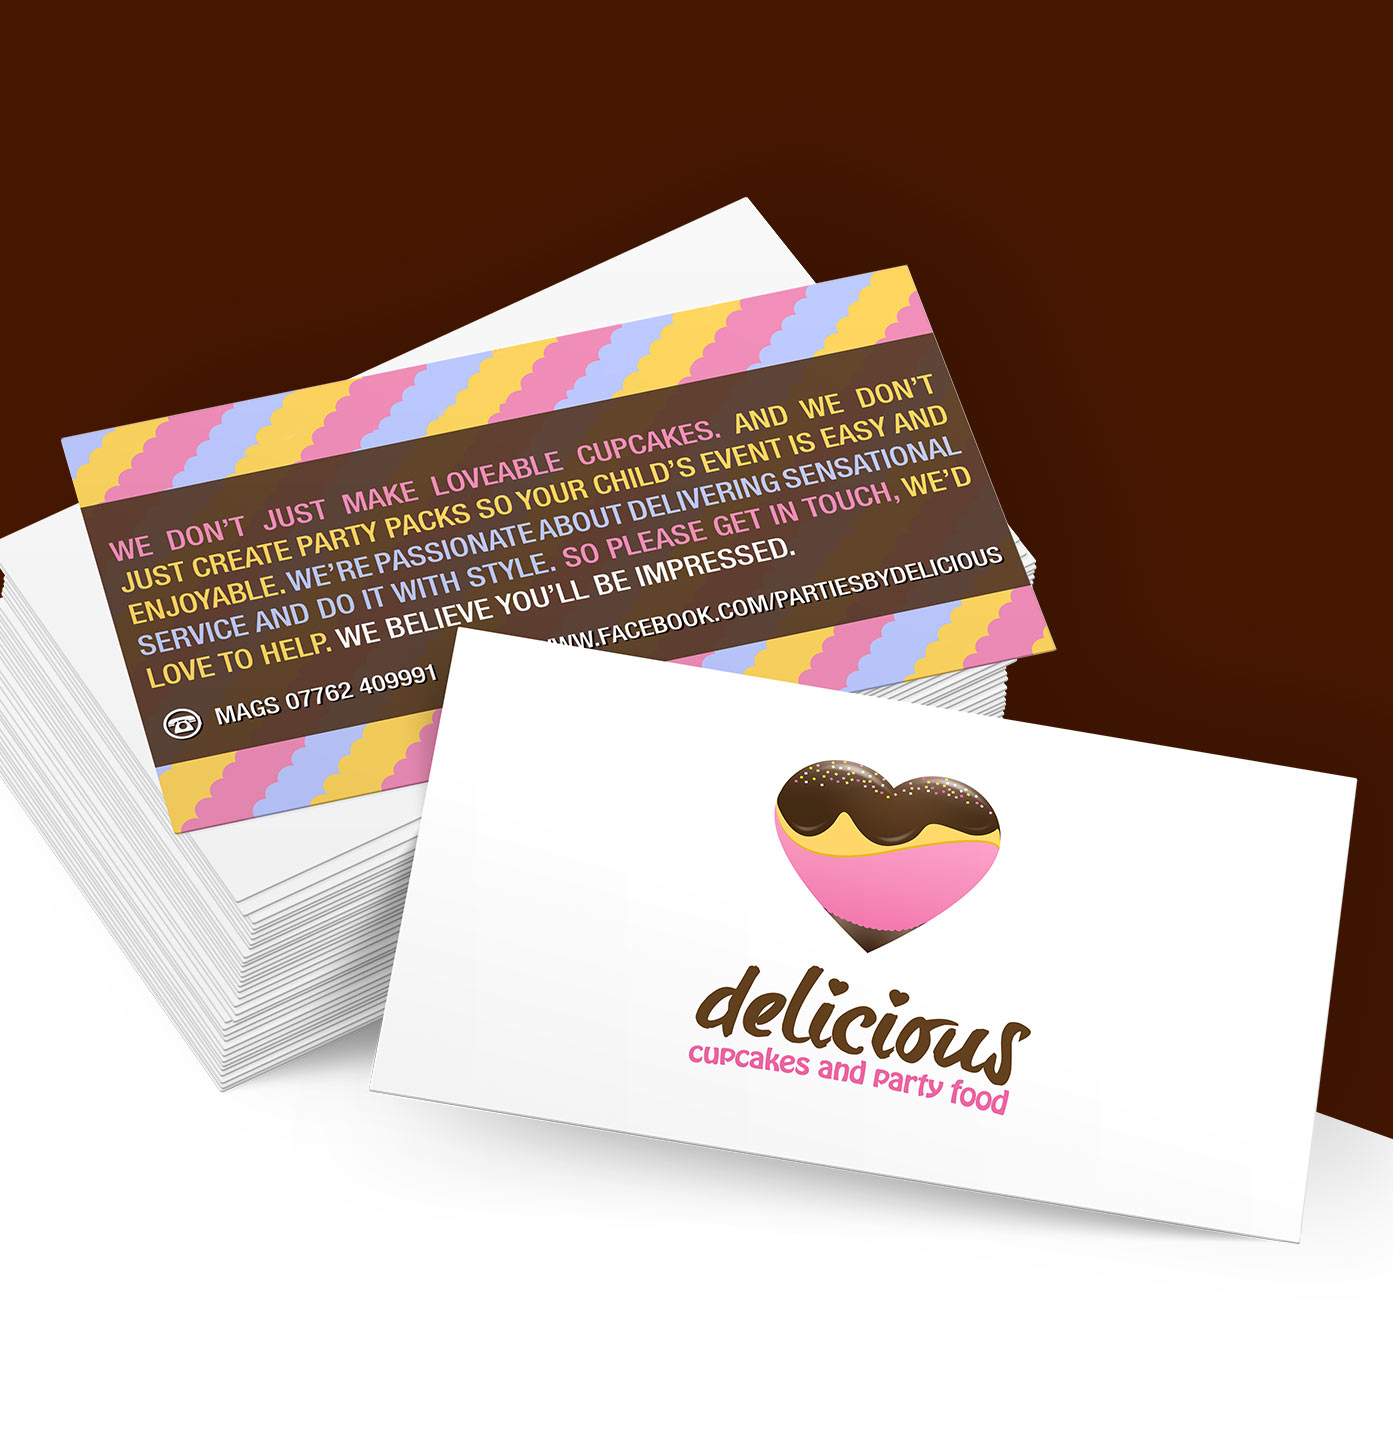 WE DON'T JUST MAKE LOVEABLE CUPCAKES. AND WE DON'T
JUST CREATE PARTY PACKS SO YOUR CHILD'S EVENT IS EASY AND
ENJOYABLE. WE'RE PASSIONATE ABOUT DELIVERING SENSATIONAL
SERVICE AND DO IT WITH STYLE. SO PLEASE GET IN TOUCH, WE'D
LOVE TO HELP. WE BELIEVE YOU'LL BE IMPRESSED.
MAGS 07762 409991 WWW.FACEBOOK.COM/PARTIESBYDELICIOUS
delicious
cupcakes and party food